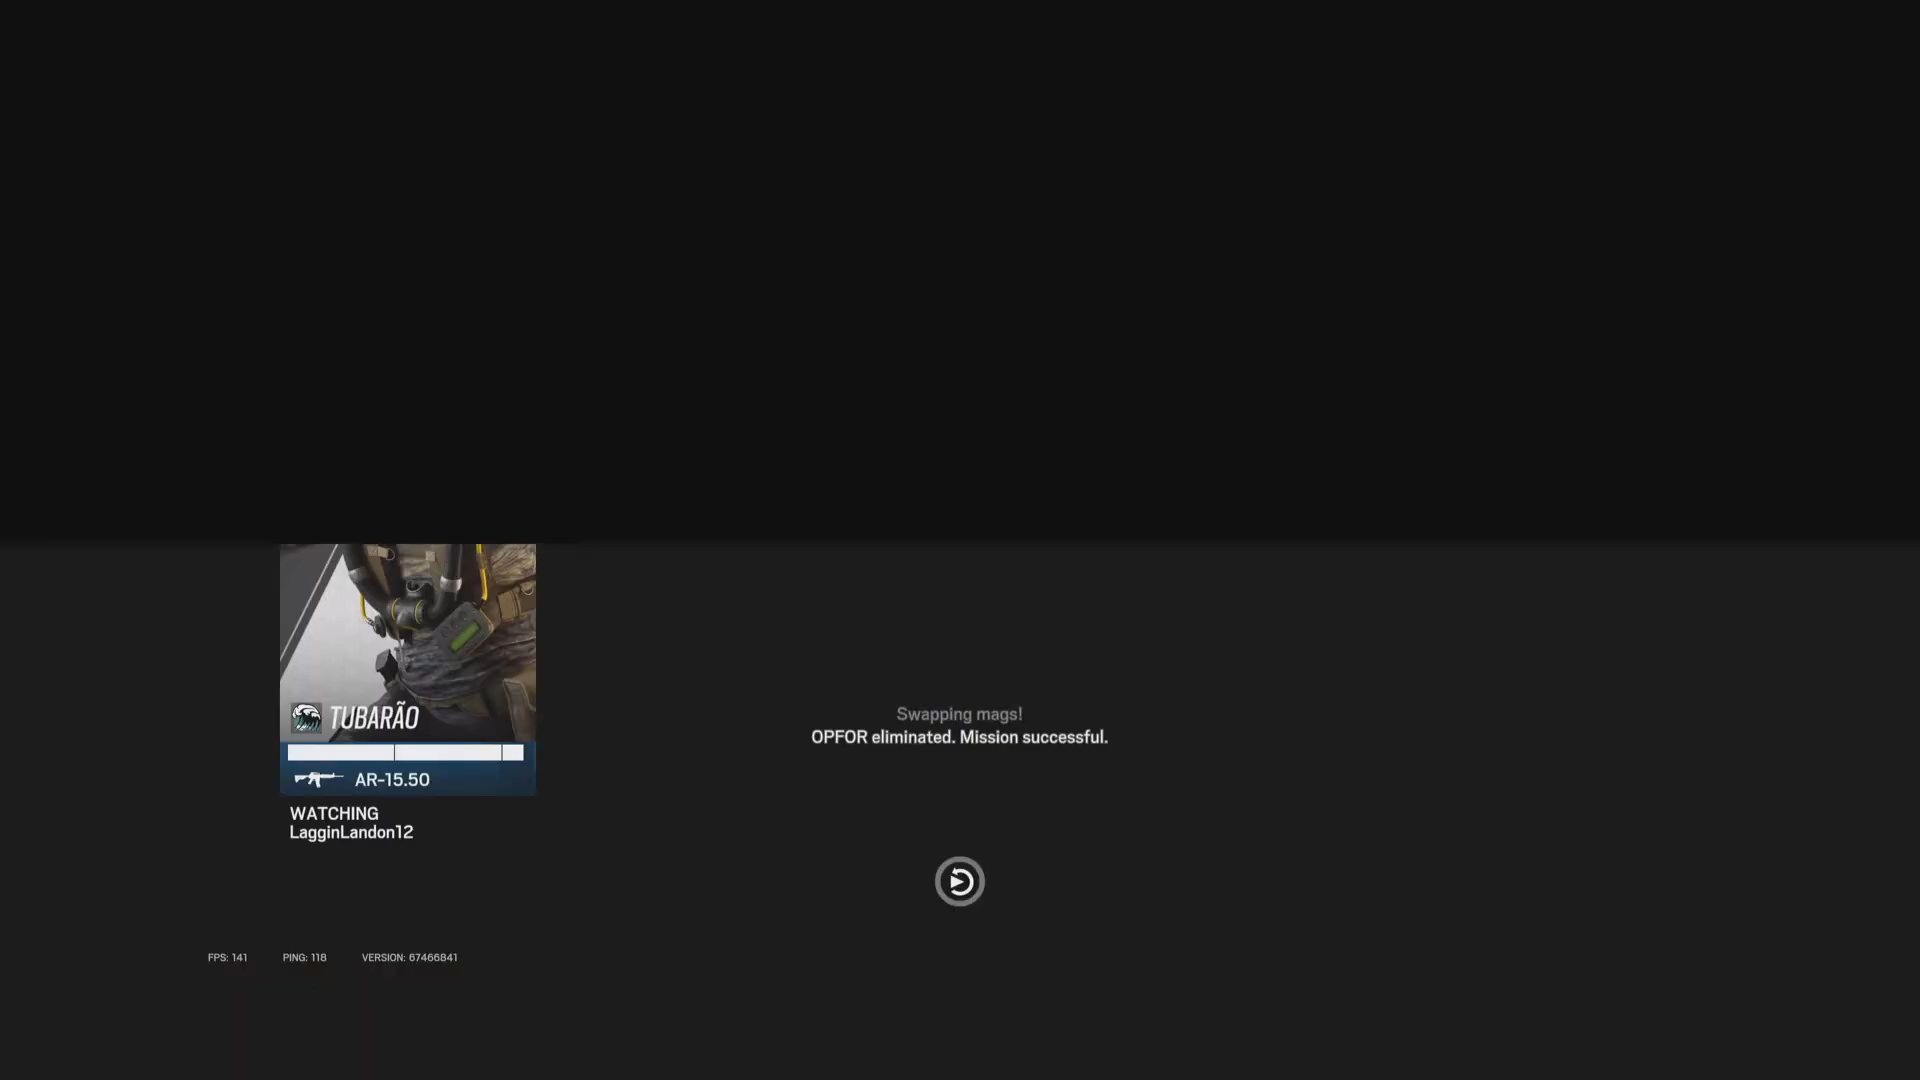 TUBARÃO
AR-15.50
WATCHING
LagginLandon12
Swapping mags!
OPFOR eliminated. Mission successful.
FPS: 141 PING: 118 VERSION: 67466841